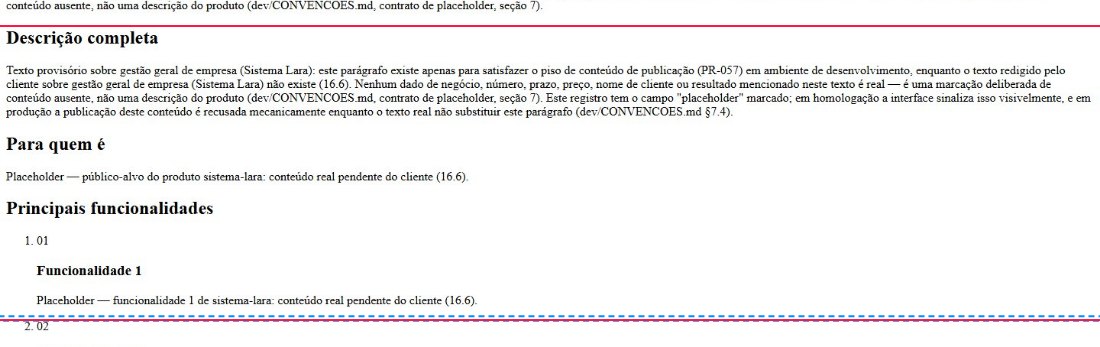 conteúdo ausente, não uma descrição do produto (dev/CONVENCOES.md, contrato de placeholder, seção 7).
Descrição completa
Texto provisório sobre gestão geral de empresa (Sistema Lara): este parágrafo existe apenas para satisfazer o piso de conteúdo de publicação (PR-057) em ambiente de desenvolvimento, enquanto o texto redigido pelo
cliente sobre gestão geral de empresa (Sistema Lara) não existe (16.6). Nenhum dado de negócio, número, prazo, preço, nome de cliente ou resultado mencionado neste texto é real — é uma marcação deliberada de
conteúdo ausente, não uma descrição do produto (dev/CONVENCOES.md, contrato de placeholder, seção 7). Este registro tem o campo "placeholder" marcado; em homologação a interface sinaliza isso visivelmente, e em
produção a publicação deste conteúdo é recusada mecanicamente enquanto o texto real não substituir este parágrafo (dev/CONVENCOES.md §7.4).
Para quem é
Placeholder — público-alvo do produto sistema-lara: conteúdo real pendente do cliente (16.6).
Principais funcionalidades
1. 01
Funcionalidade 1
Placeholder — funcionalidade 1 de sistema-lara: conteúdo real pendente do cliente (16.6).
2. 02